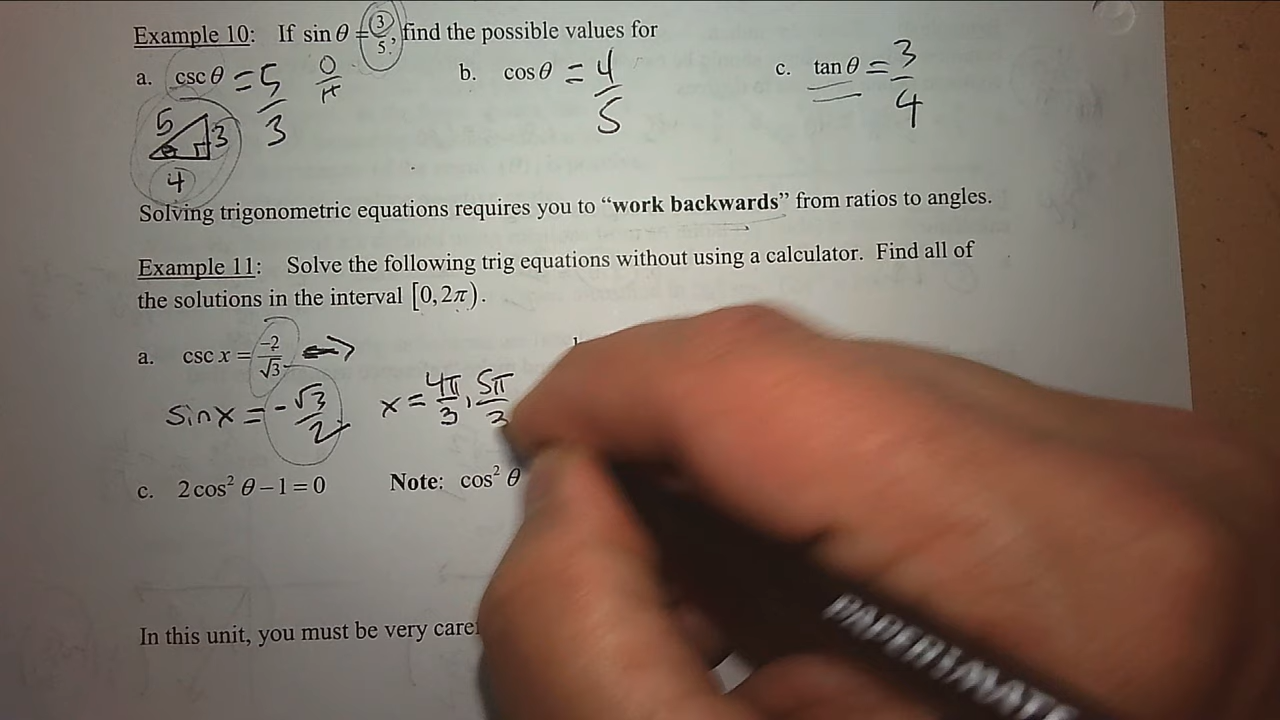 Example 10: If sin θ = 3/5, find the possible values for
a. csc θ = 5/3 O/H b. cos θ = 4/5 c. tan θ = 3/4
5 3
θ
4
Solving trigonometric equations requires you to “work backwards” from ratios to angles.
Example 11: Solve the following trig equations without using a calculator. Find all of
the solutions in the interval [0, 2π).
a. csc x = -2/√3 ⇒
sin x = -√3/2 x = 4π/3, 5π/3
c. 2 cos² θ – 1 = 0 Note: cos² θ
In this unit, you must be very
PAPERMATE